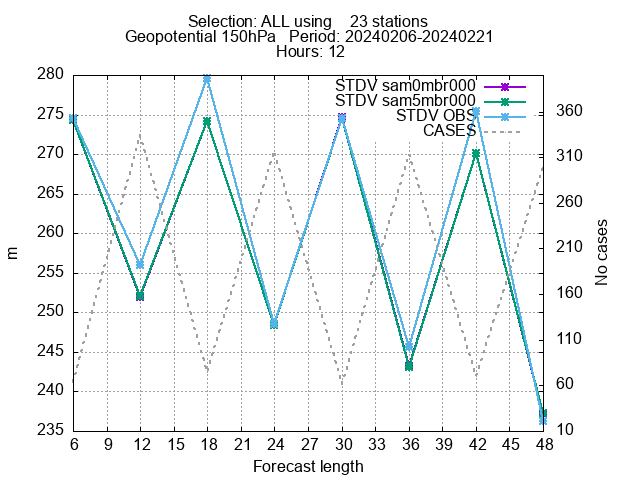 Selection: ALL using    23 stations
Geopotential 150hPa   Period: 20240206-20240221
Hours: 12
STDV sam0mbr000
STDV sam5mbr000
STDV OBS
CASES
280
275
270
265
260
255
250
245
240
235
m
360
310
260
210
160
110
60
10
No cases
6 9 12 15 18 21 24 27 30 33 36 39 42 45 48
Forecast length